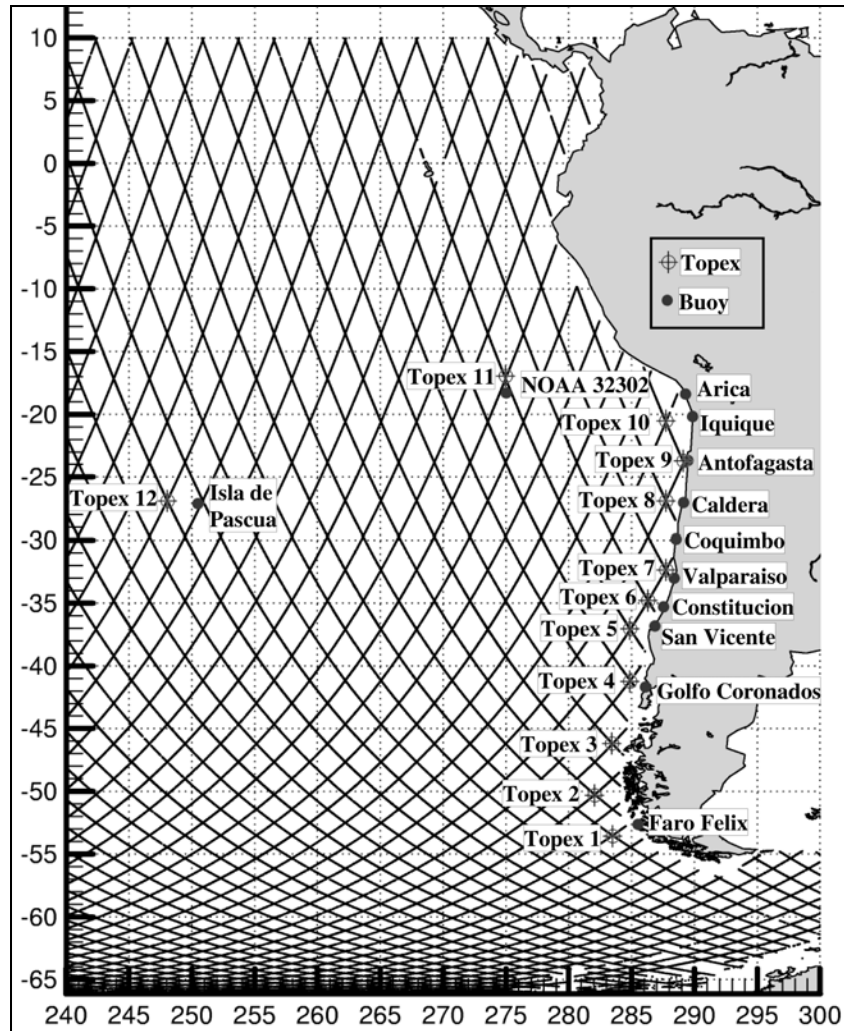 10
5
0
-5
-10
-15
-20
-25
-30
-35
-40
-45
-50
-55
-60
-65
Topex
Buoy
Topex 11
NOAA 32302
Arica
Topex 10
Iquique
Topex 9
Antofagasta
Topex 12
Isla de
Pascua
Topex 8
Caldera
Coquimbo
Topex 7
Valparaiso
Topex 6
Constitucion
Topex 5
San Vicente
Topex 4
Golfo Coronados
Topex 3
Topex 2
Faro Felix
Topex 1
240 245 250 255 260 265 270 275 280 285 290 295 300